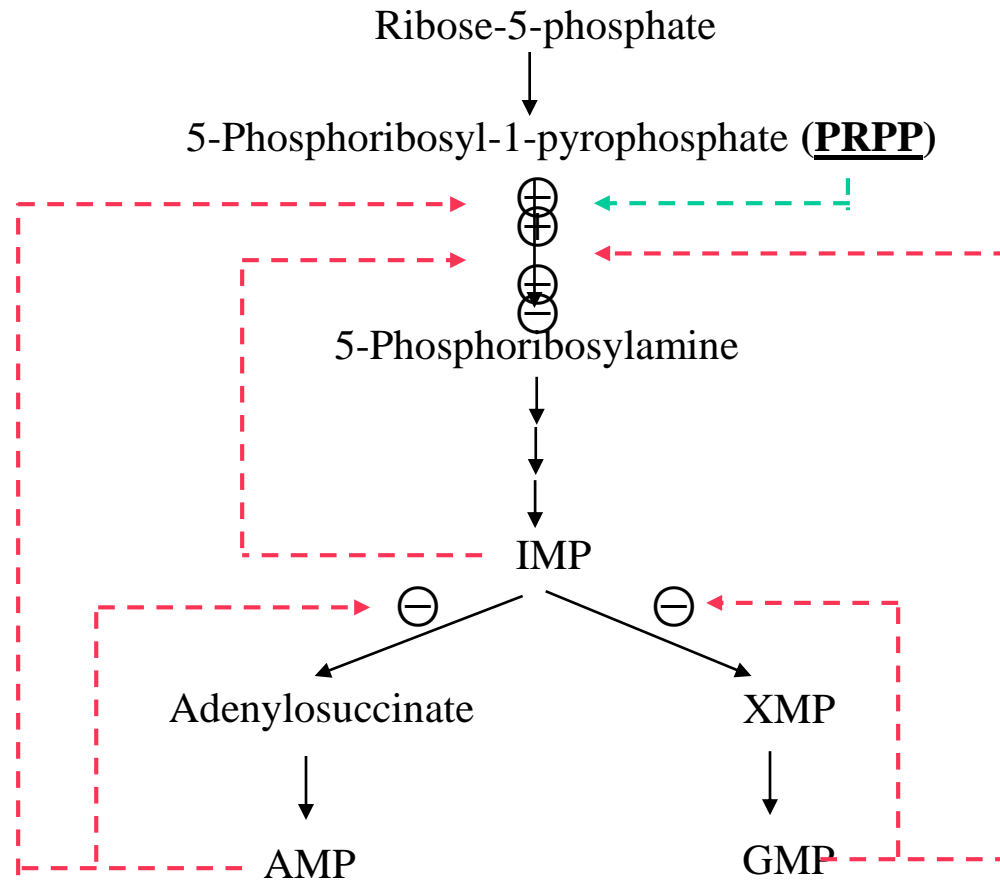 Ribose-5-phosphate
5-Phosphoribosyl-1-pyrophosphate (PRPP)
5-Phosphoribosylamine
IMP
Adenylosuccinate
XMP
AMP
GMP